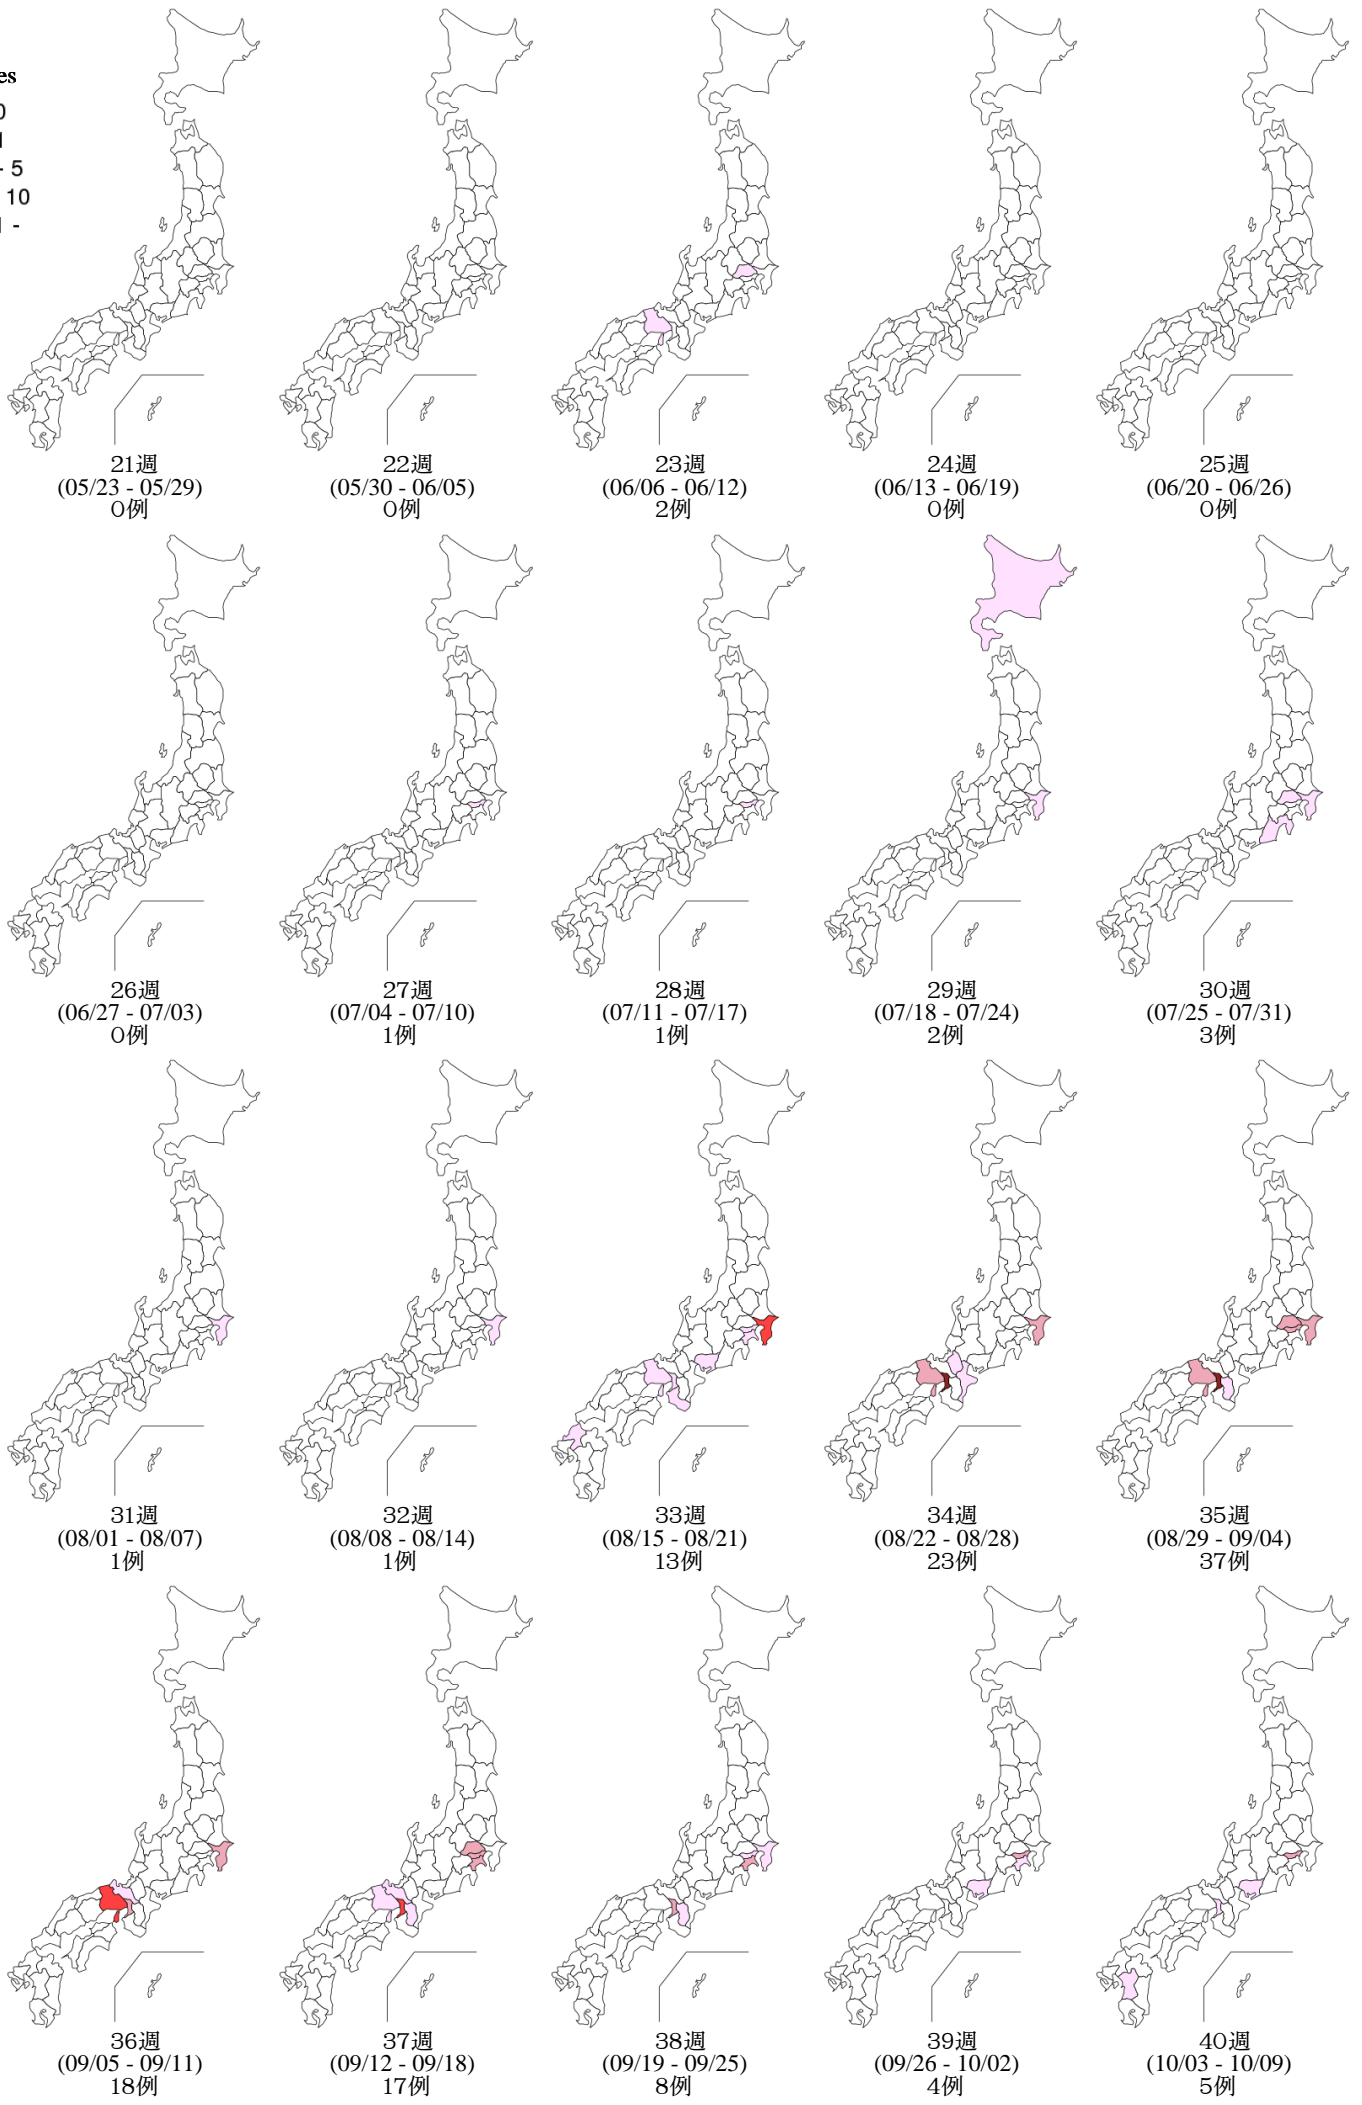 es
0
1
- 5
10
1 -
21週
(05/23 - 05/29)
0例
22週
(05/30 - 06/05)
0例
23週
(06/06 - 06/12)
2例
24週
(06/13 - 06/19)
0例
25週
(06/20 - 06/26)
0例
26週
(06/27 - 07/03)
0例
27週
(07/04 - 07/10)
1例
28週
(07/11 - 07/17)
1例
29週
(07/18 - 07/24)
2例
30週
(07/25 - 07/31)
3例
31週
(08/01 - 08/07)
1例
32週
(08/08 - 08/14)
1例
33週
(08/15 - 08/21)
13例
34週
(08/22 - 08/28)
23例
35週
(08/29 - 09/04)
37例
36週
(09/05 - 09/11)
18例
37週
(09/12 - 09/18)
17例
38週
(09/19 - 09/25)
8例
39週
(09/26 - 10/02)
4例
40週
(10/03 - 10/09)
5例